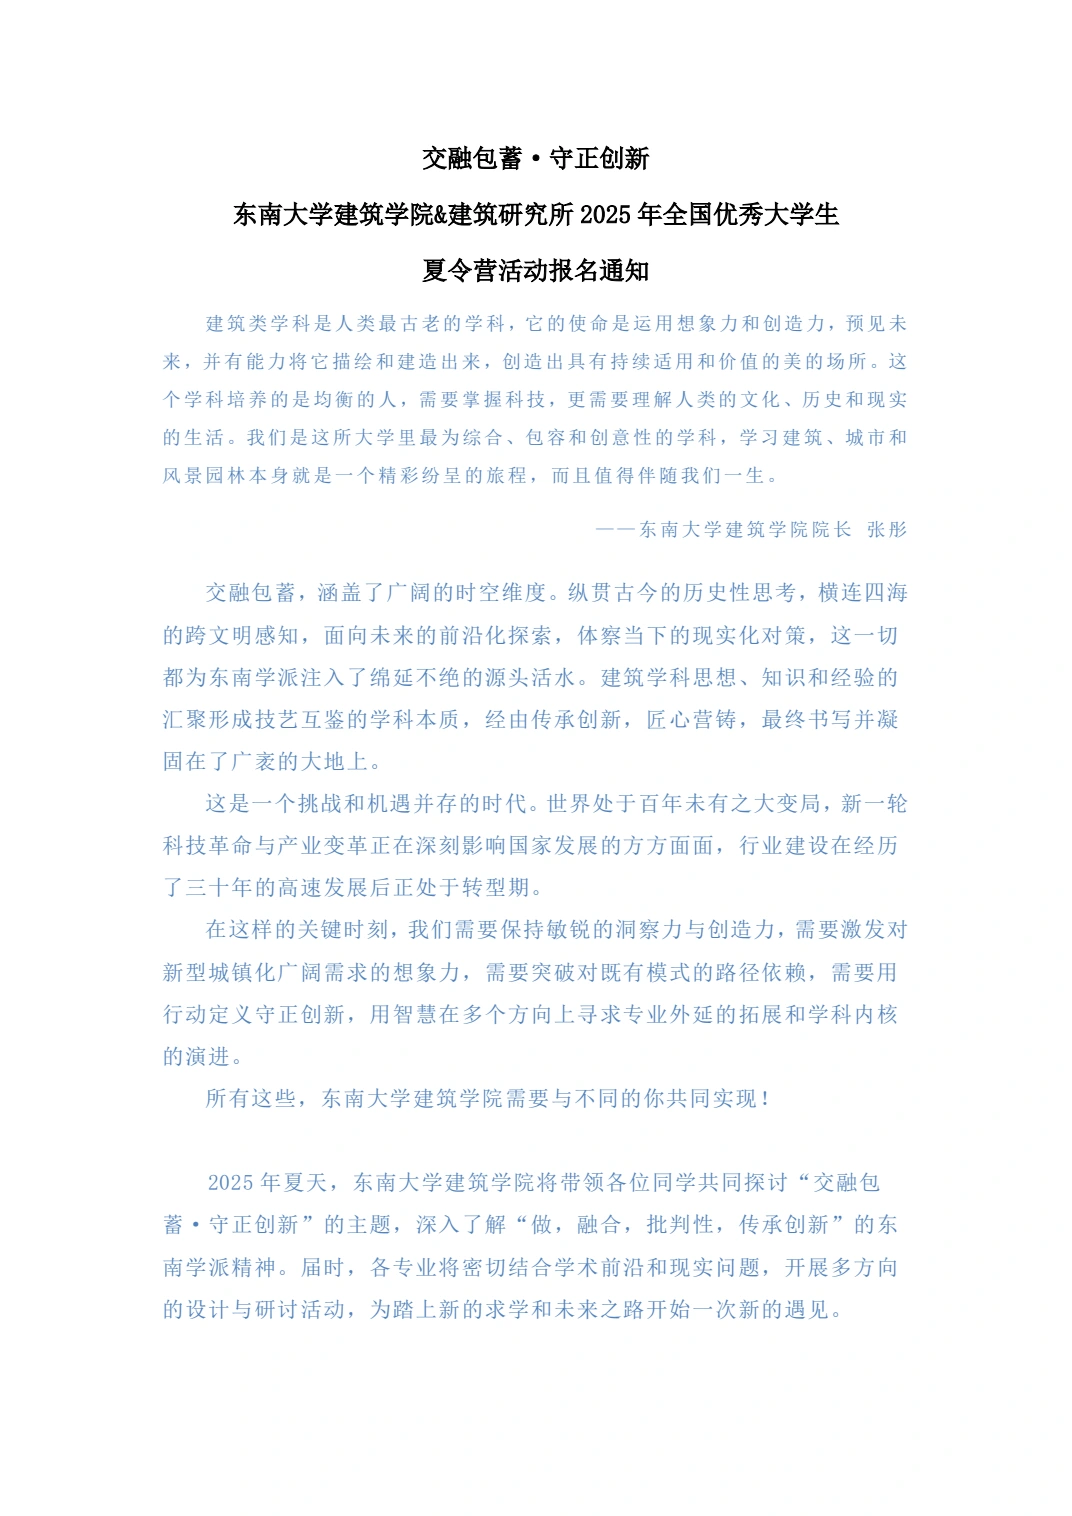 交融包蓄·守正创新
东南大学建筑学院&建筑研究所 2025 年全国优秀大学生
夏令营活动报名通知
建筑类学科是人类最古老的学科，它的使命是运用想象力和创造力，预见未
来，并有能力将它描绘和建造出来，创造出具有持续适用和价值的美的场所。这
个学科培养的是均衡的人，需要掌握科技，更需要理解人类的文化、历史和现实
的生活。我们是这所大学里最为综合、包容和创意性的学科，学习建筑、城市和
风景园林本身就是一个精彩纷呈的旅程，而且值得伴随我们一生。
——东南大学建筑学院院长 张彤
交融包蓄，涵盖了广阔的时空维度。纵贯古今的历史性思考，横连四海
的跨文明感知，面向未来的前沿化探索，体察当下的现实化对策，这一切
都为东南学派注入了绵延不绝的源头活水。建筑学科思想、知识和经验的
汇聚形成技艺互鉴的学科本质，经由传承创新，匠心营铸，最终书写并凝
固在了广袤的大地上。
这是一个挑战和机遇并存的时代。世界处于百年未有之大变局，新一轮
科技革命与产业变革正在深刻影响国家发展的方方面面，行业建设在经历
了三十年的高速发展后正处于转型期。
在这样的关键时刻，我们需要保持敏锐的洞察力与创造力，需要激发对
新型城镇化广阔需求的想象力，需要突破对既有模式的路径依赖，需要用
行动定义守正创新，用智慧在多个方向上寻求专业外延的拓展和学科内核
的演进。
所有这些，东南大学建筑学院需要与不同的你共同实现！
2025 年夏天，东南大学建筑学院将带领各位同学共同探讨“交融包
蓄·守正创新”的主题，深入了解“做，融合，批判性，传承创新”的东
南学派精神。届时，各专业将密切结合学术前沿和现实问题，开展多方向
的设计与研讨活动，为踏上新的求学和未来之路开始一次新的遇见。